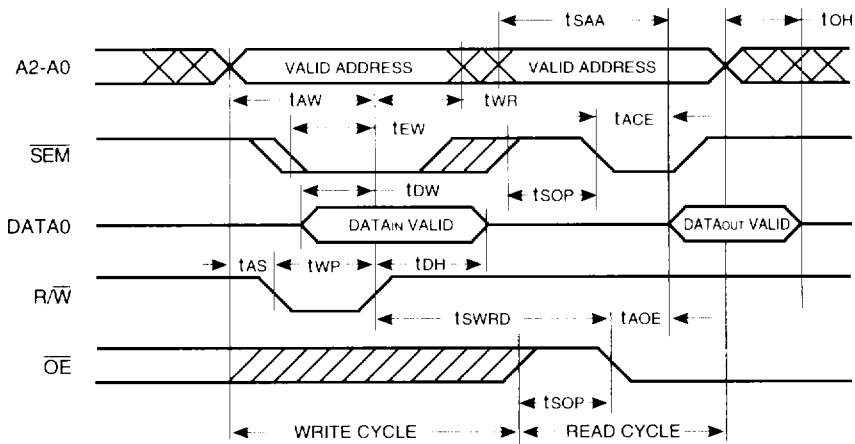 tSAA
tOH
A2-A0
VALID ADDRESS
VALID ADDRESS
tAW
tWR
tEW
tACE
SEM
tDW
tSOP
DATA0
DATAIN VALID
DATAOUT VALID
tAS
tWP
tDH
R/W
tSWRD
tAOE
OE
tSOP
WRITE CYCLE
READ CYCLE